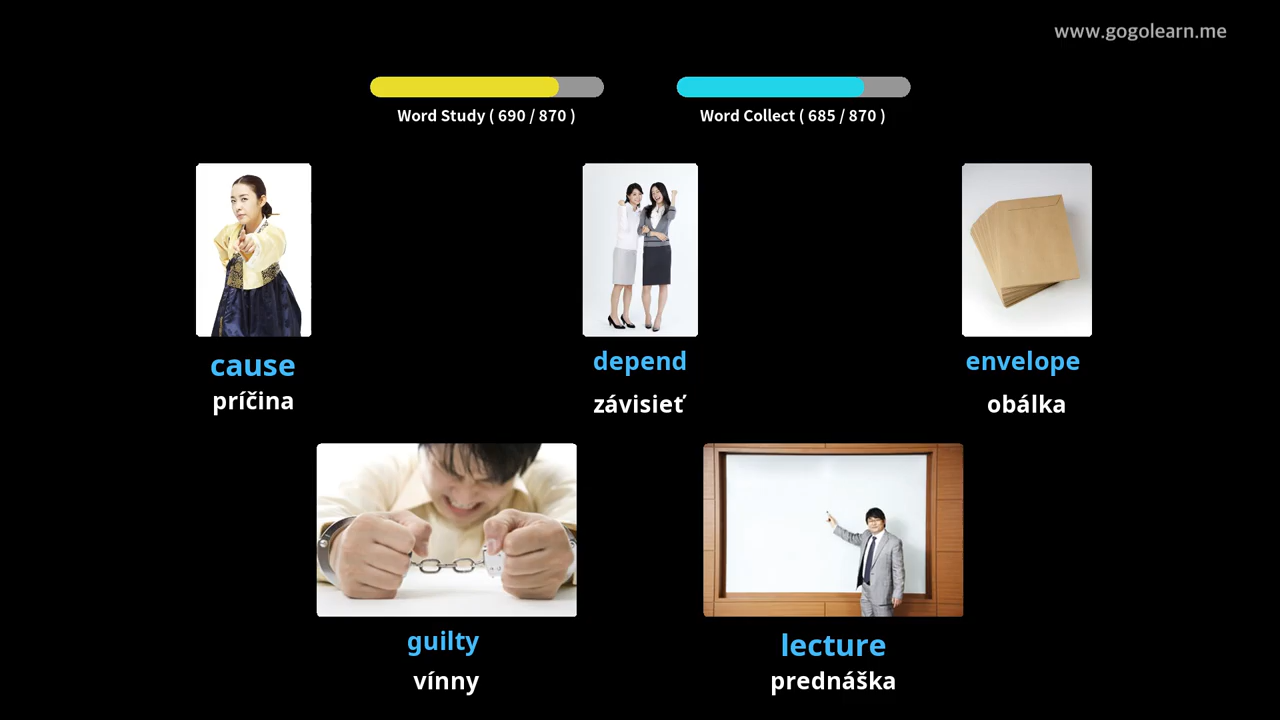 www.gogolearn.me
Word Study ( 690 / 870 )
Word Collect ( 685 / 870 )
cause
príčina
depend
závisieť
envelope
obálka
guilty
vínny
lecture
prednáška